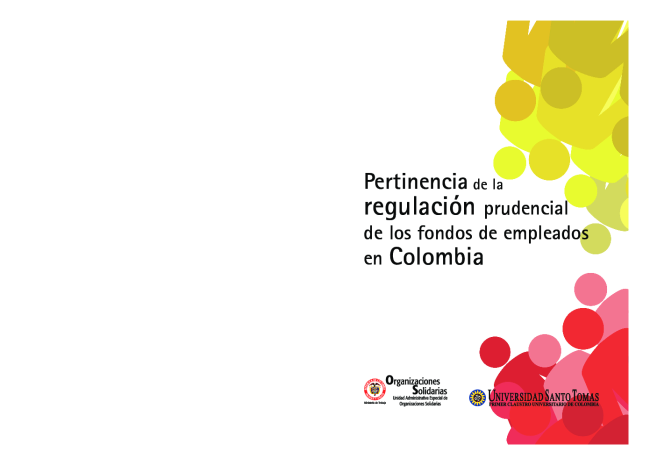 Pertinencia de la
regulación prudencial
de los fondos de empleados
en Colombia
Organizaciones
Solidarias
Unidad Administrativa Especial de
Organizaciones Solidarias
UNIVERSIDAD SANTO TOMAS
PRIMER CLAUSTRO UNIVERSITARIO DE COLOMBIA